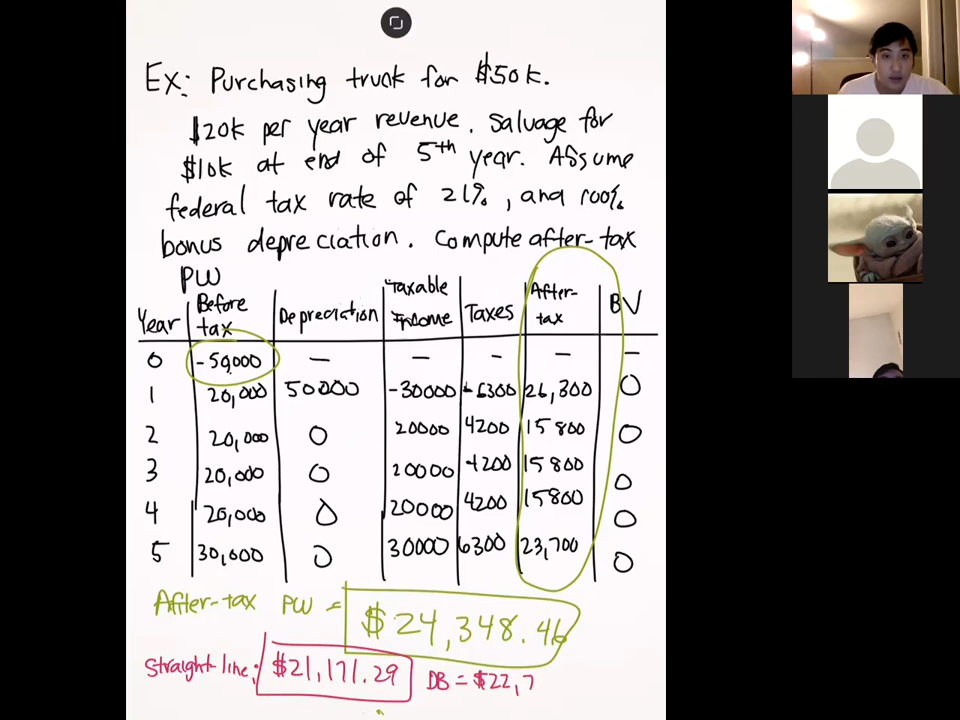 Ex: Purchasing truck for $50k.
$20k per year revenue. Salvage for
$10k at end of 5th year. Assume
federal tax rate of 21%, and 100%
bonus depreciation. Compute after-tax
PW
Year Before tax Depreciation Taxable Income Taxes After-tax BV
0 -50,000 — — — — —
1 20,000 50000 -30000 -6300 26,300 0
2 20,000 0 20000 4200 15800 0
3 20,000 0 20000 4200 15800 0
4 20,000 0 20000 4200 15800 0
5 30,000 0 30000 6300 23,700 0
After-tax PW = $24,348.46
Straight line: $21,171.29 DB = $22,7